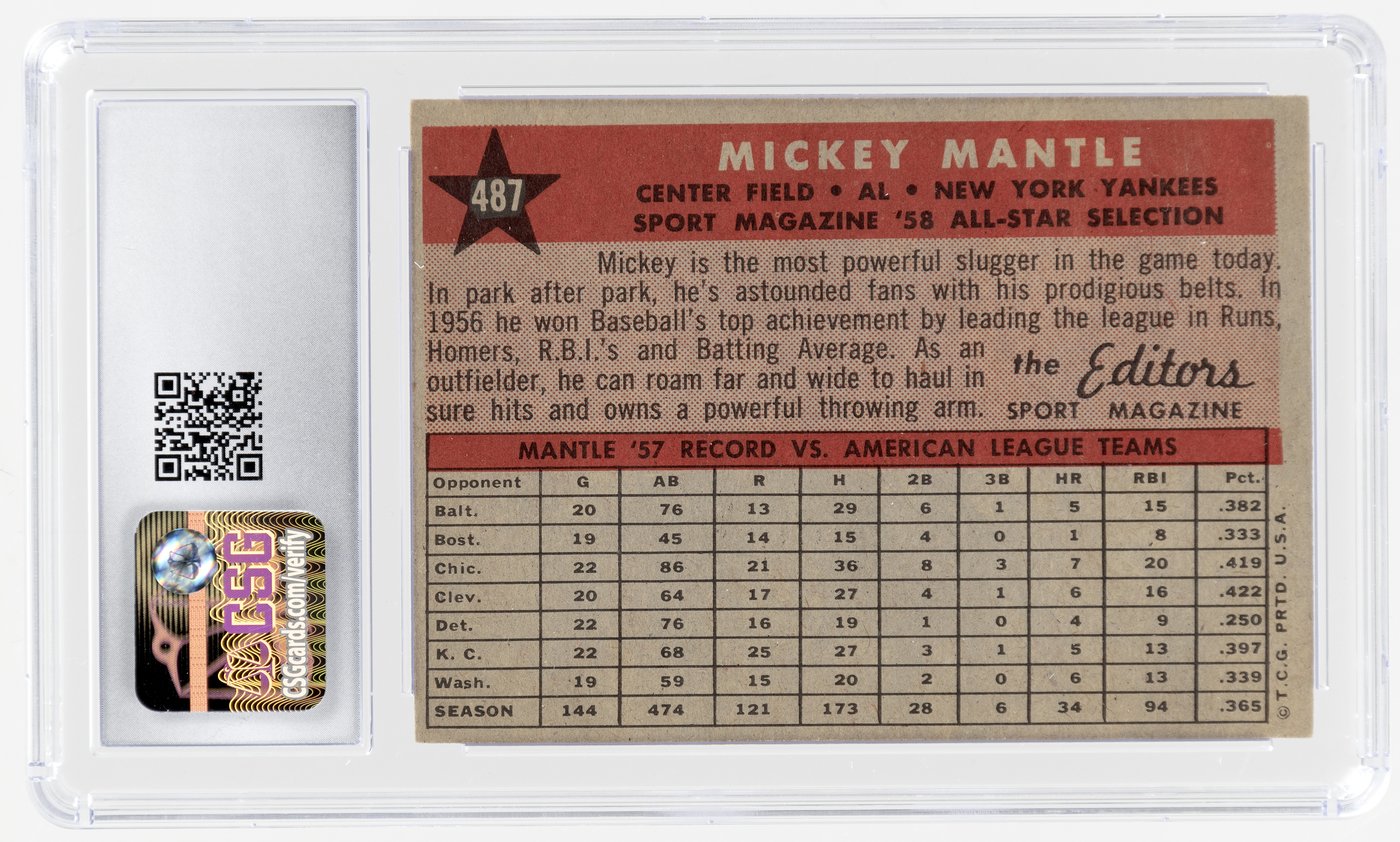 487
MICKEY MANTLE
CENTER FIELD • AL • NEW YORK YANKEES
SPORT MAGAZINE '58 ALL-STAR SELECTION
Mickey is the most powerful slugger in the game today.
In park after park, he's astounded fans with his prodigious belts. In
1956 he won Baseball's top achievement by leading the league in Runs,
Homers, R.B.I.'s and Batting Average. As an
outfielder, he can roam far and wide to haul in
sure hits and owns a powerful throwing arm.
the Editors
SPORT MAGAZINE
MANTLE '57 RECORD VS. AMERICAN LEAGUE TEAMS
Opponent G AB R H 2B 3B HR RBI Pct.
Balt. 20 76 13 29 6 1 5 15 .382
Bost. 19 45 14 15 4 0 1 8 .333
Chic. 22 86 21 36 8 3 7 20 .419
Clev. 20 64 17 27 4 1 6 16 .422
Det. 22 76 16 19 1 0 4 9 .250
K. C. 22 68 25 27 3 1 5 13 .397
Wash. 19 59 15 20 2 0 6 13 .339
SEASON 144 474 121 173 28 6 34 94 .365
© T.C.G. PRTD. U.S.A.
CSG
CSGcards.com/verify